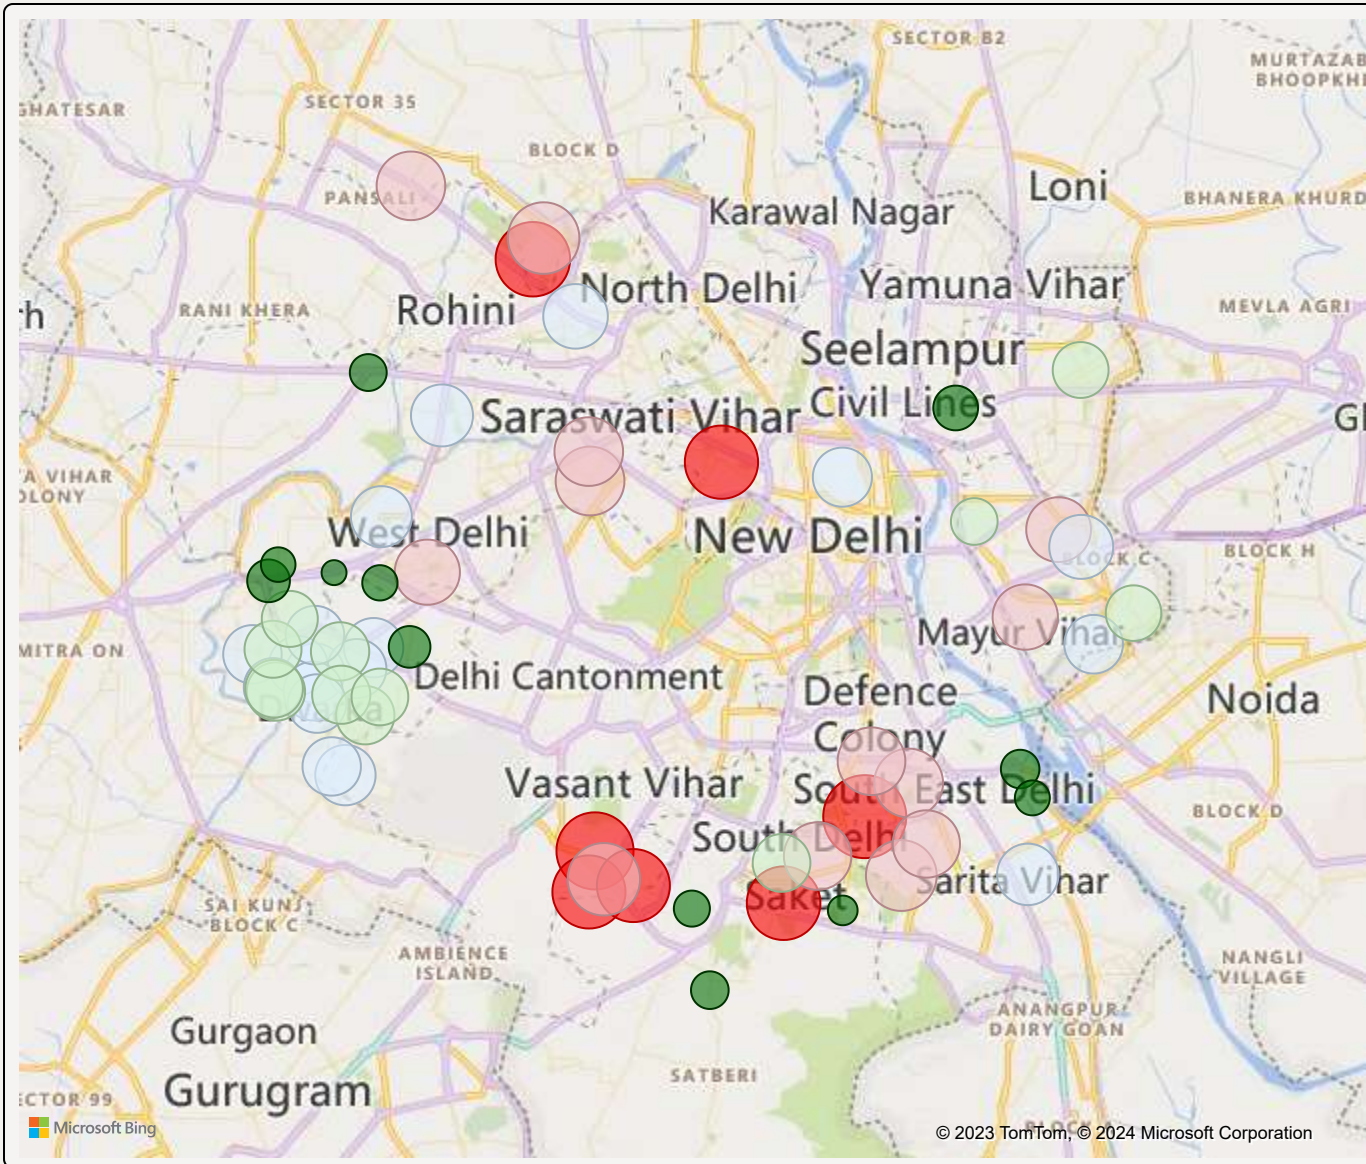 SECTOR B2
MURTAZAB
BHOOPKH
GHATESAR
SECTOR 35
BLOCK D
PANSALI
Loni
BHANERA KHURD
Karawal Nagar
North Delhi
Yamuna Vihar
RANI KHERA
Rohini
MEVLA AGRI
Seelampur
Saraswati Vihar
Civil Lines
A VIHAR
OLONY
West Delhi
New Delhi
BLOCK C
BLOCK H
MITRA ON
Mayur Vihar
Delhi Cantonment
Defence
Colony
Noida
Dwarka
Vasant Vihar
South East Delhi
BLOCK D
South Delhi
Saket
Sarita Vihar
SAI KUNJ
BLOCK C
AMBIENCE
ISLAND
NANGLI
VILLAGE
ANANGPUR
DAIRY GOAN
Gurgaon
SATBERI
Gurugram
ECTOR 99
Microsoft Bing
© 2023 TomTom, © 2024 Microsoft Corporation